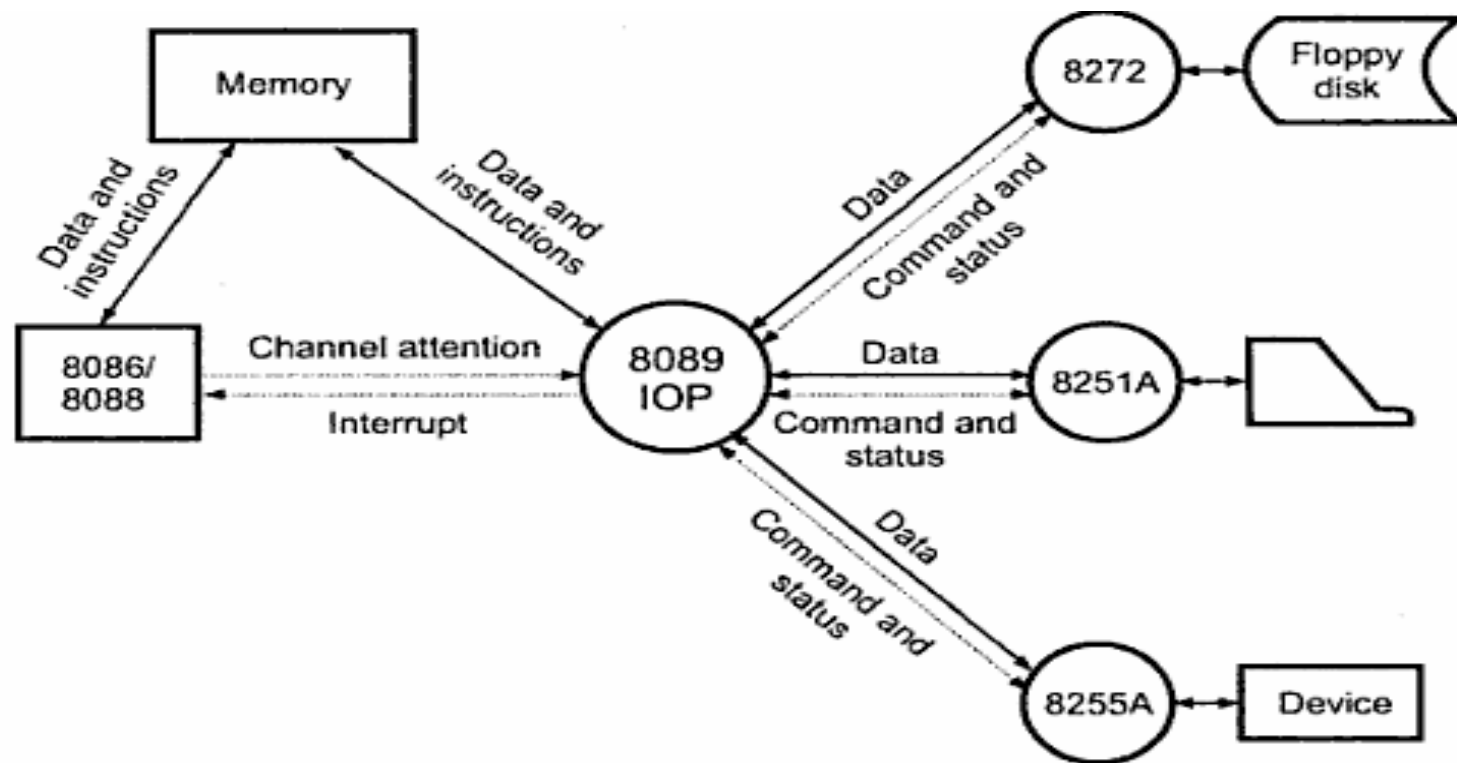 Memory
8272
Floppy
disk
Data and
instructions
Data and
instructions
Data
Command and
status
8086/
8088
Channel attention
Interrupt
8089
IOP
Data
Command and
status
8251A
Data
Command and
status
8255A
Device